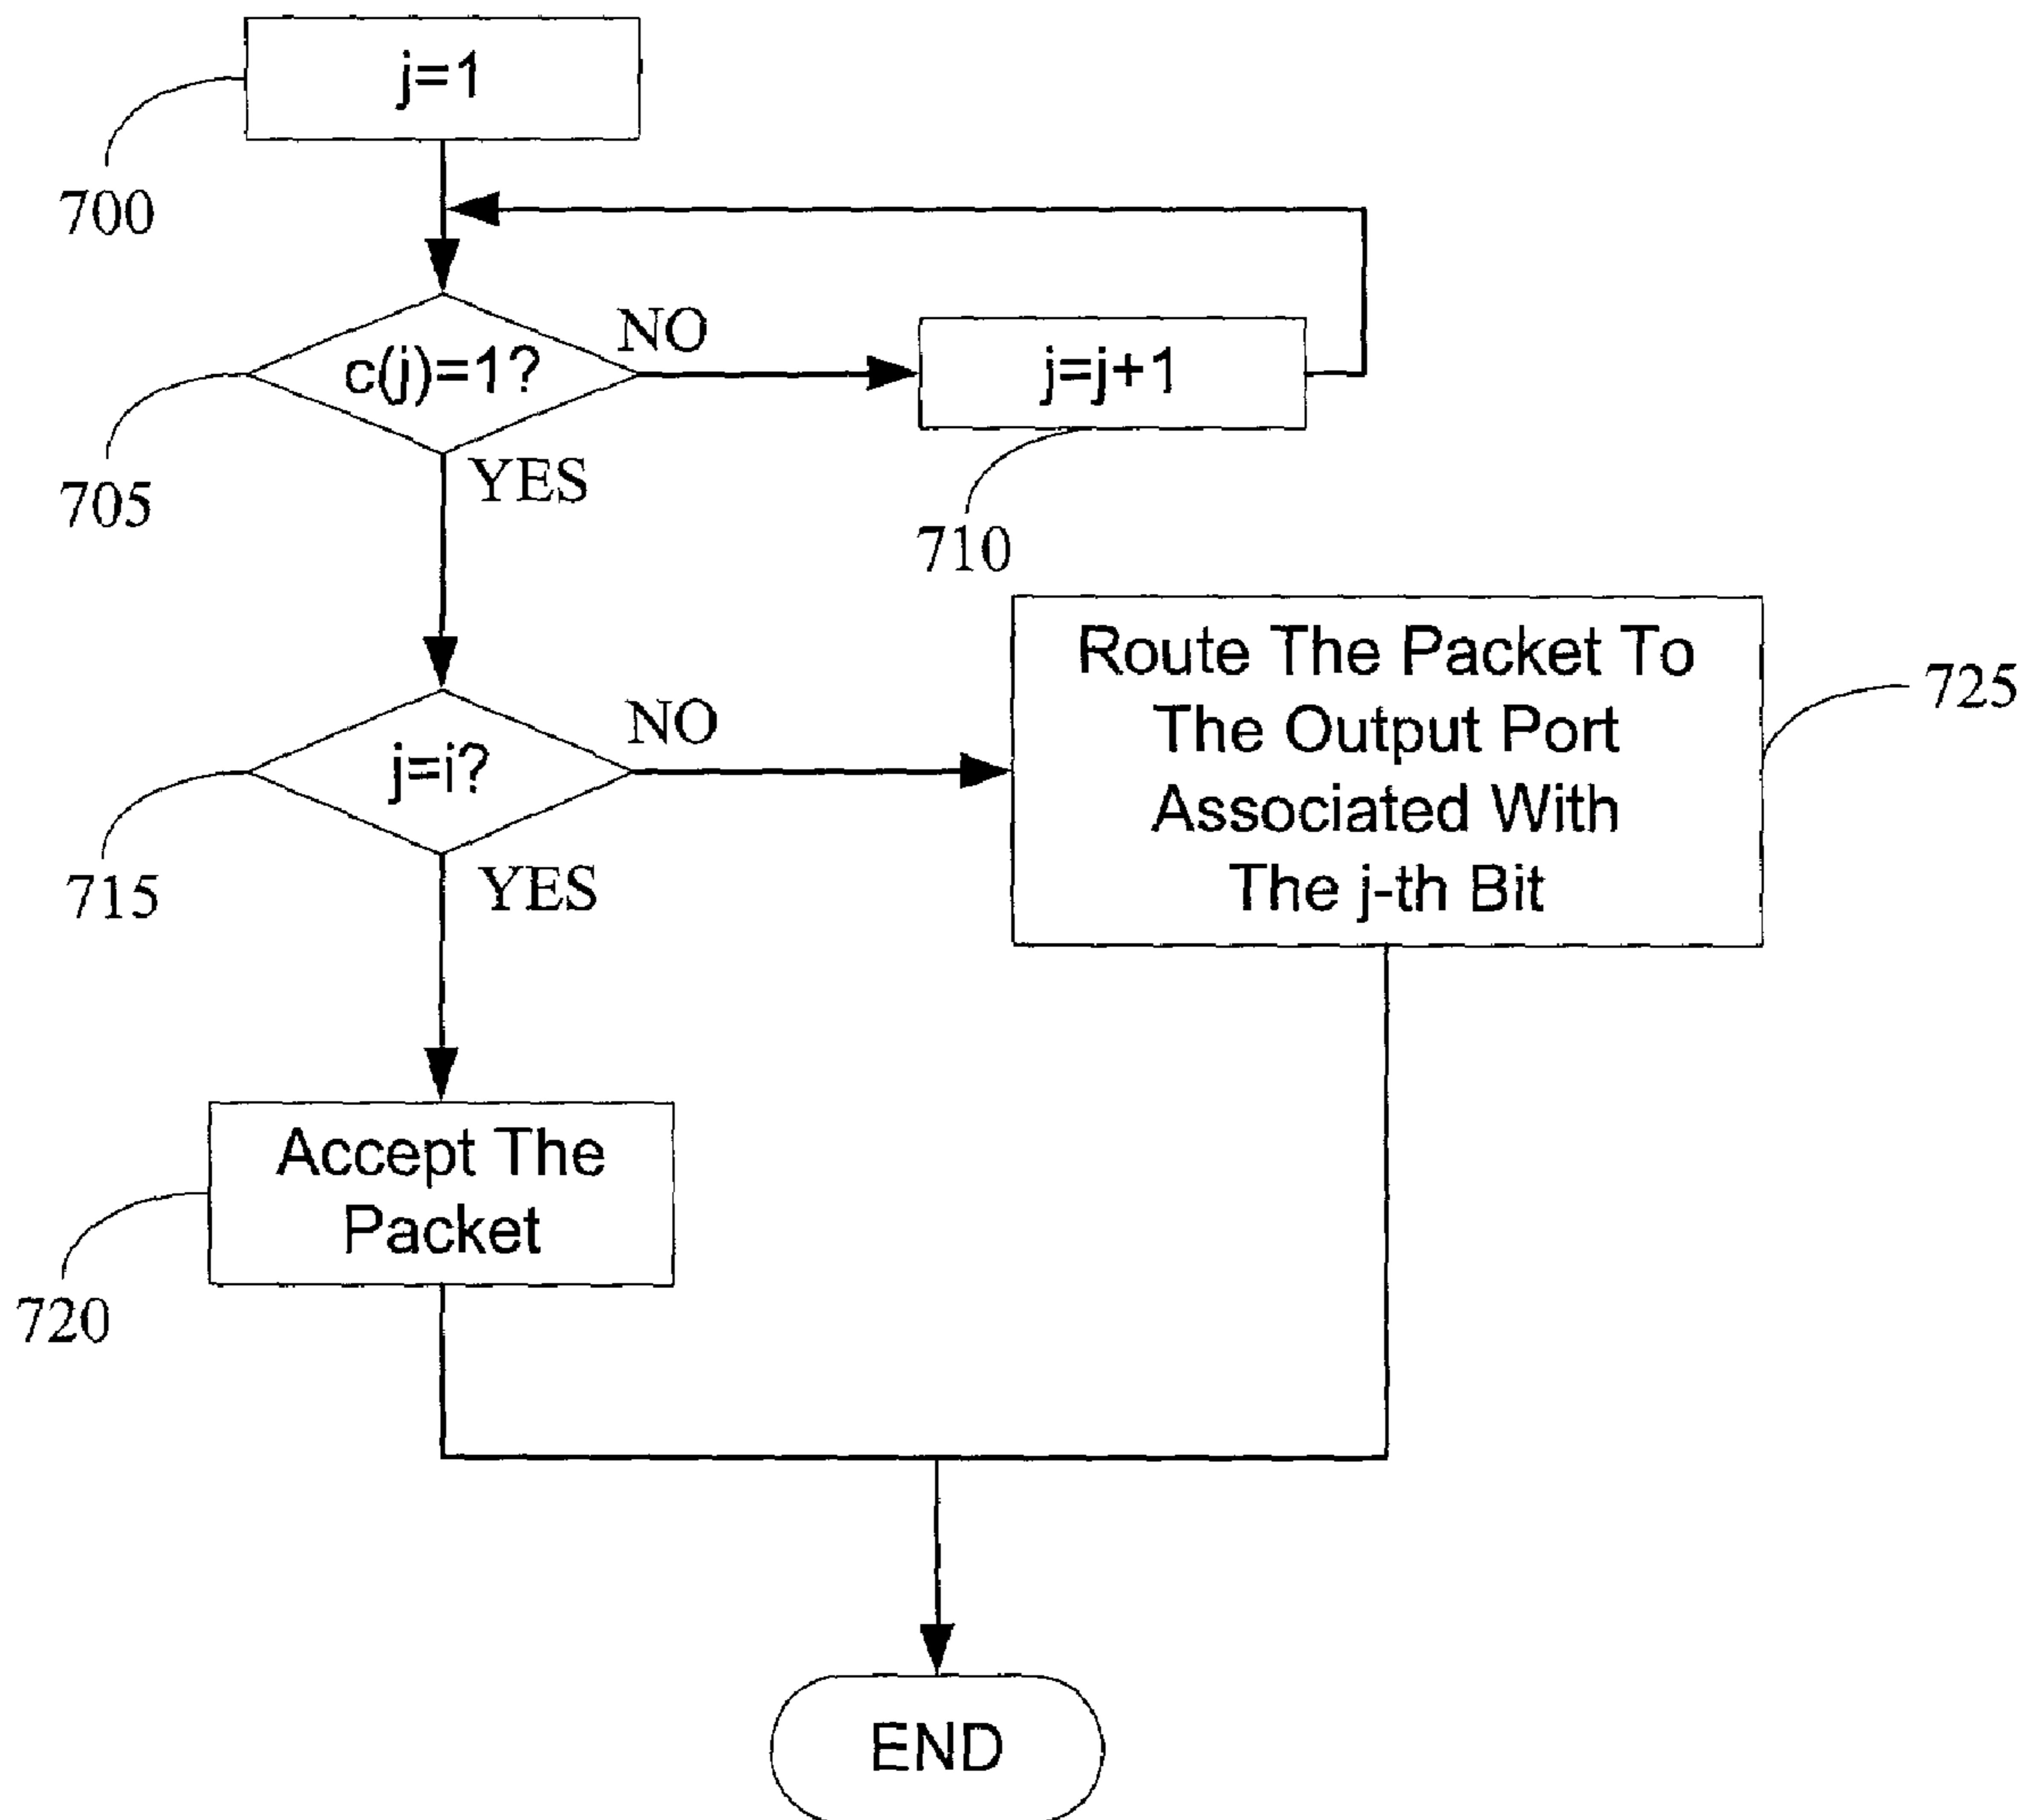 j=1
700
c(j)=1?
NO
j=j+1
705
YES
710
Route The Packet To
The Output Port
Associated With
The j-th Bit
725
j=i?
NO
715
YES
Accept The
Packet
720
END